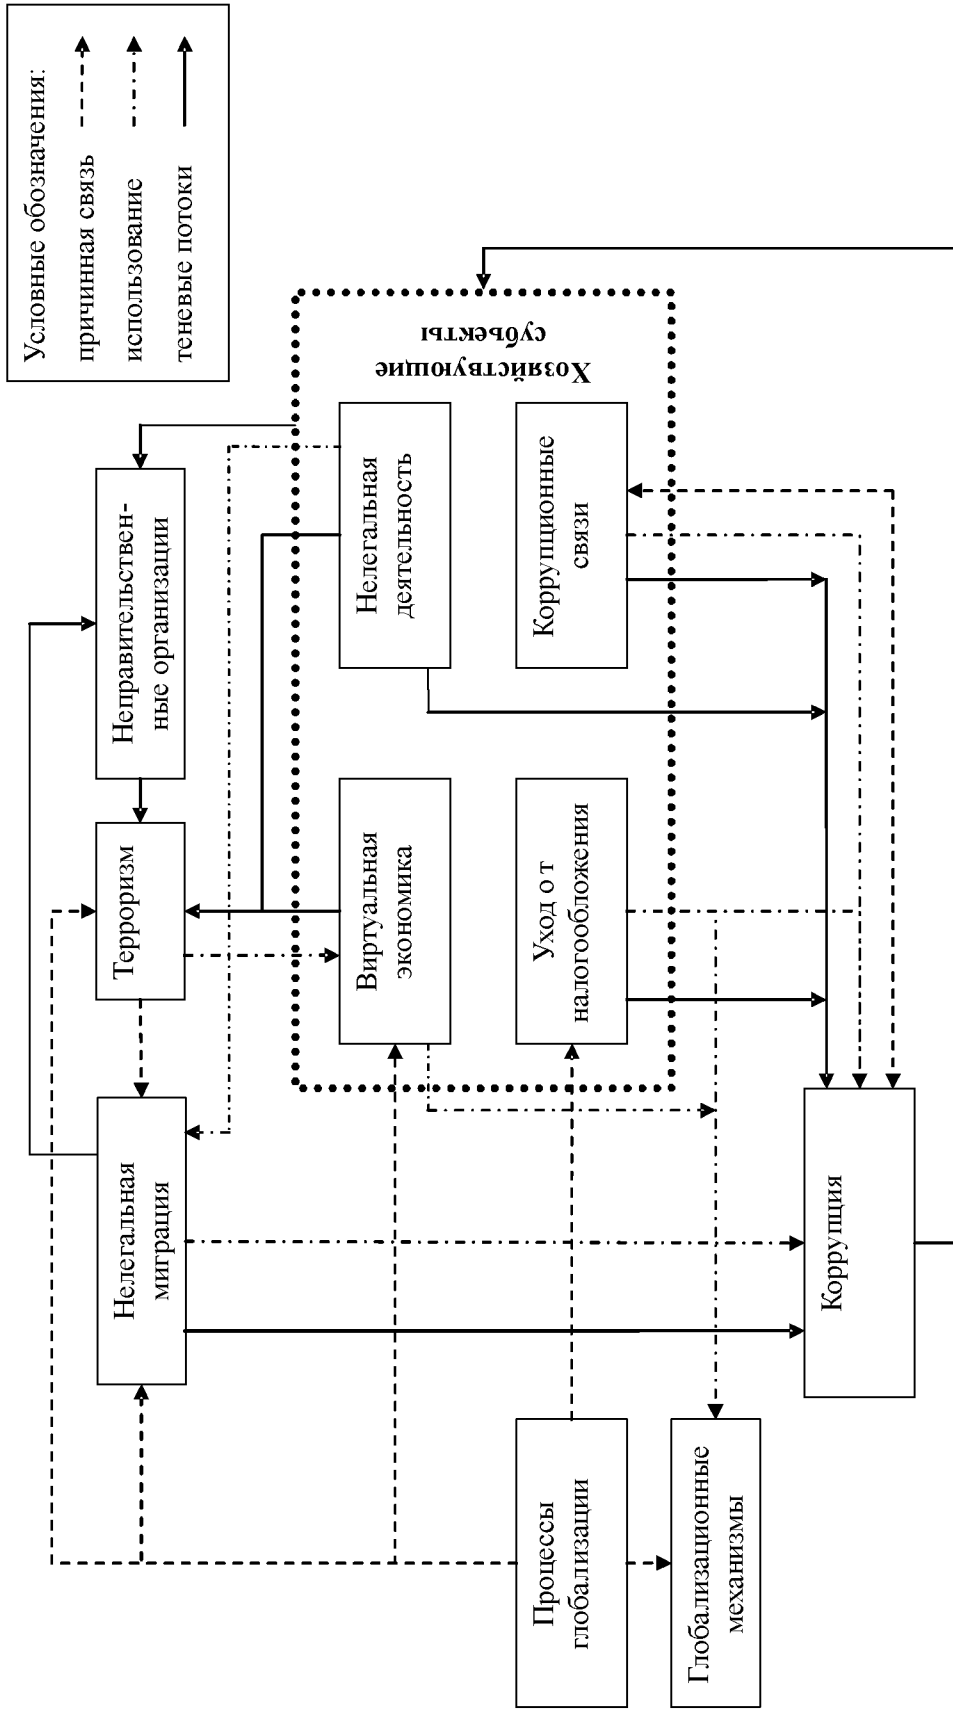 Условные обозначения:
причинная связь
использование
теневые потоки
Неправительствен-
ные организации
Терроризм
Нелегальная
миграция
Хозяйствующие
субъекты
Нелегальная
деятельность
Виртуальная
экономика
Коррупционные
связи
Уход о т
налогообложения
Процессы
глобализации
Глобализационные
механизмы
Коррупция